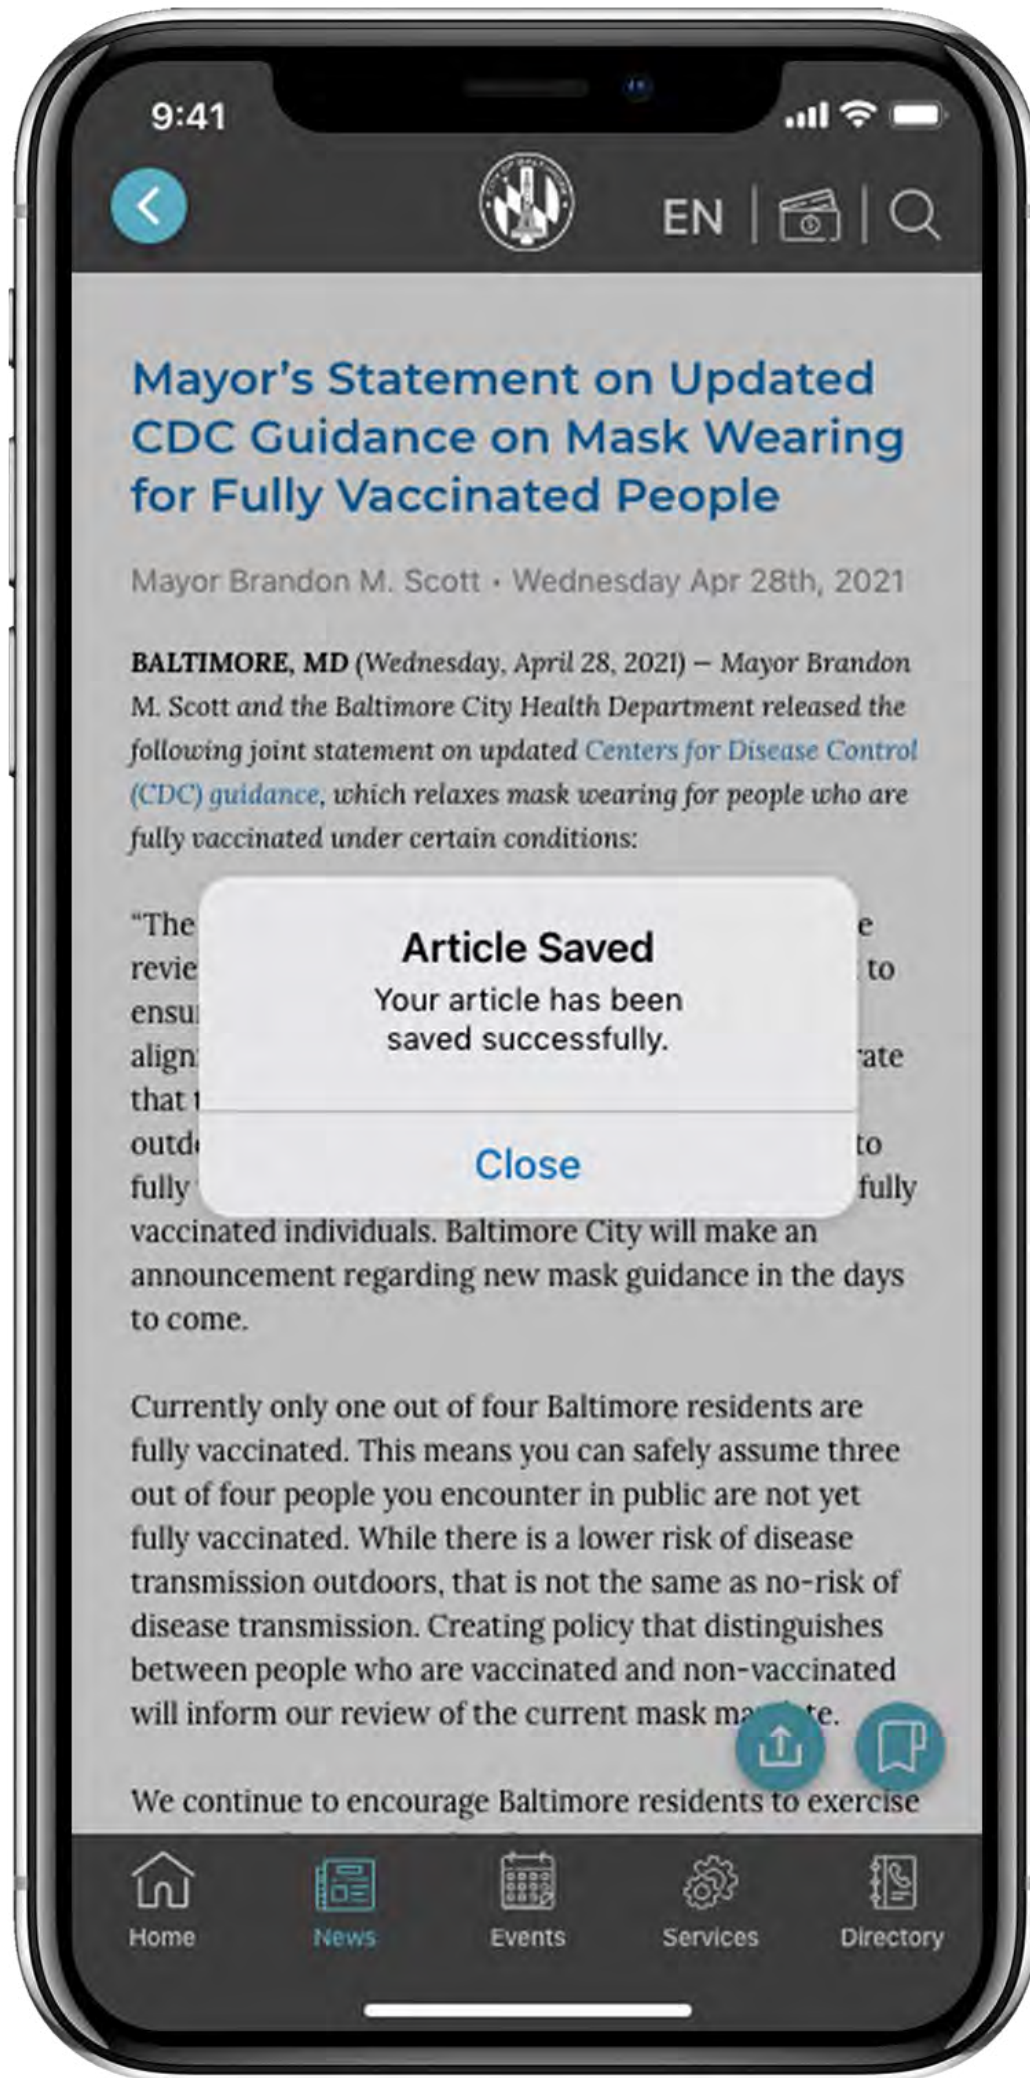 9:41
CITY OF BALTIMORE
EN
Mayor's Statement on Updated
CDC Guidance on Mask Wearing
for Fully Vaccinated People
Mayor Brandon M. Scott • Wednesday Apr 28th, 2021
BALTIMORE, MD (Wednesday, April 28, 2021) – Mayor Brandon
M. Scott and the Baltimore City Health Department released the
following joint statement on updated Centers for Disease Control
(CDC) guidance, which relaxes mask wearing for people who are
fully vaccinated under certain conditions:
“The
to
that
Article Saved
Your article has been
saved successfully.
Close
to
fully fully
vaccinated individuals. Baltimore City will make an
announcement regarding new mask guidance in the days
to come.
Currently only one out of four Baltimore residents are
fully vaccinated. This means you can safely assume three
out of four people you encounter in public are not yet
fully vaccinated. While there is a lower risk of disease
transmission outdoors, that is not the same as no-risk of
disease transmission. Creating policy that distinguishes
between people who are vaccinated and non-vaccinated
will inform our review of the current mask
We continue to encourage Baltimore residents to exercise
Home
News
Events
Services
Directory